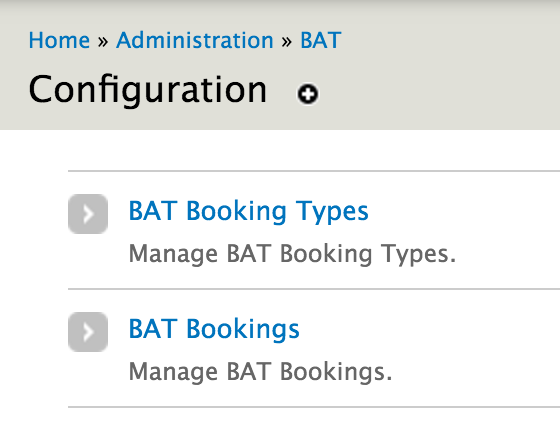 Home » Administration » BAT
Configuration
BAT Booking Types
Manage BAT Booking Types.
BAT Bookings
Manage BAT Bookings.